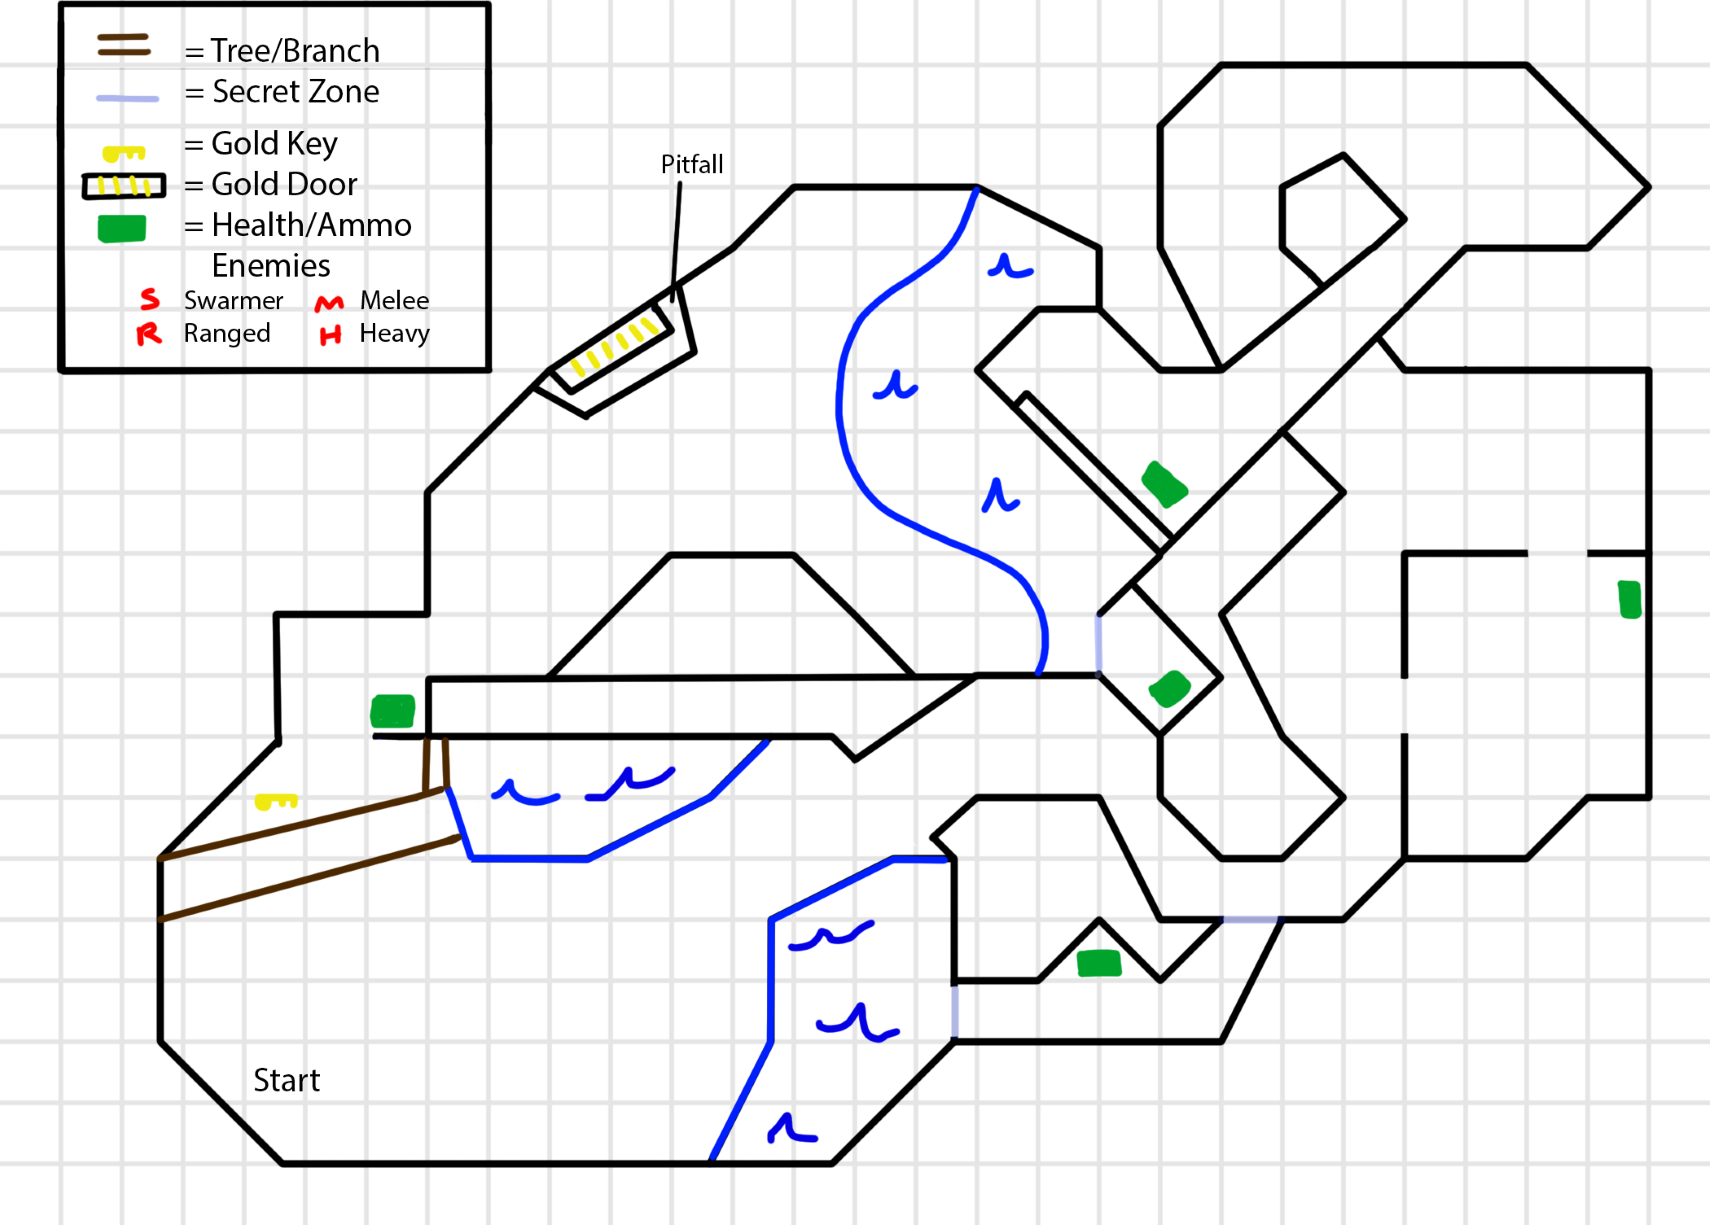 = Tree/Branch
= Secret Zone
= Gold Key
= Gold Door
= Health/Ammo
Enemies
S Swarmer M Melee
R Ranged H Heavy
Pitfall
Start